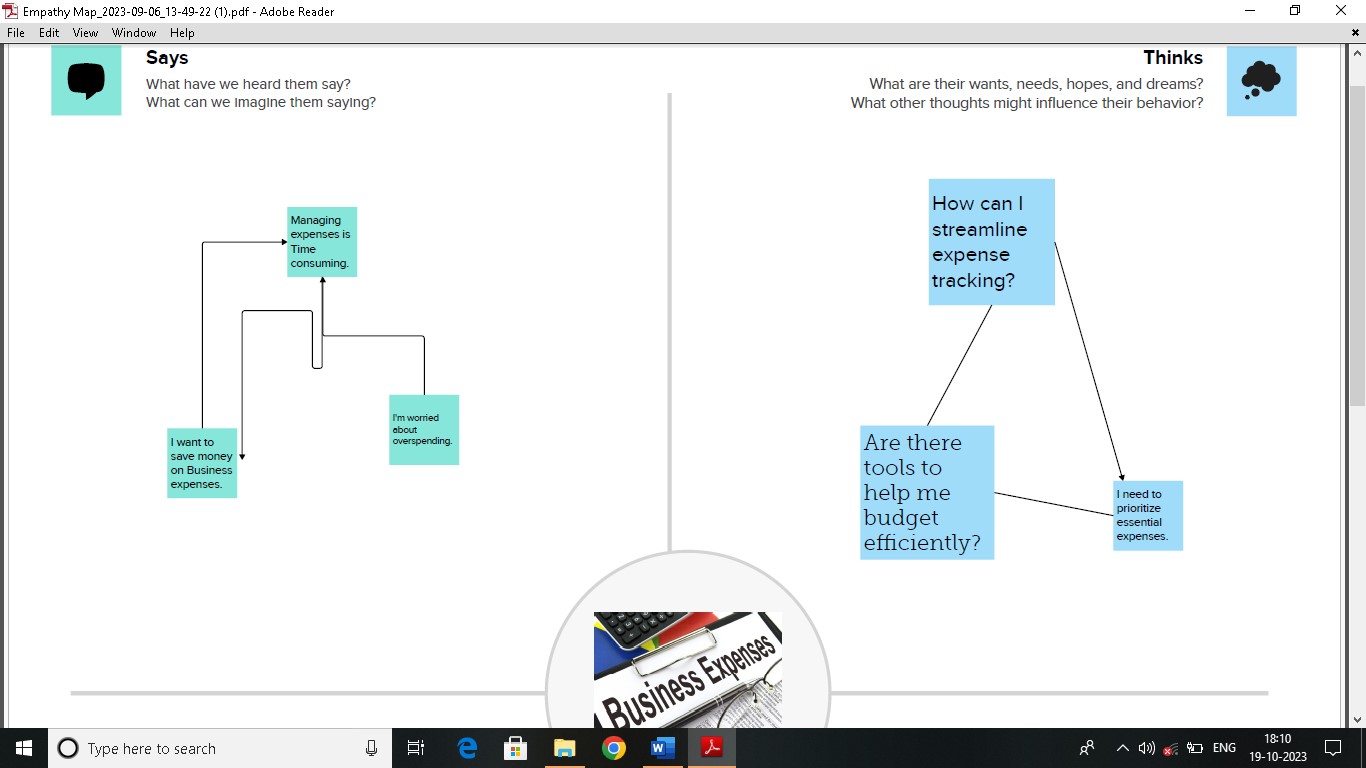 Empathy Map_2023-09-06_13-49-22 (1).pdf - Adobe Reader
File Edit View Window Help
Says
What have we heard them say?
What can we imagine them saying?
Thinks
What are their wants, needs, hopes, and dreams?
What other thoughts might influence their behavior?
Managing
expenses is
Time
consuming.
I want to
save money
on Business
expenses.
I'm worried
about
overspending.
How can I
streamline
expense
tracking?
Are there
tools to
help me
budget
efficiently?
I need to
prioritize
essential
expenses.
Business Expenses
Type here to search
ENG
18:10
19-10-2023